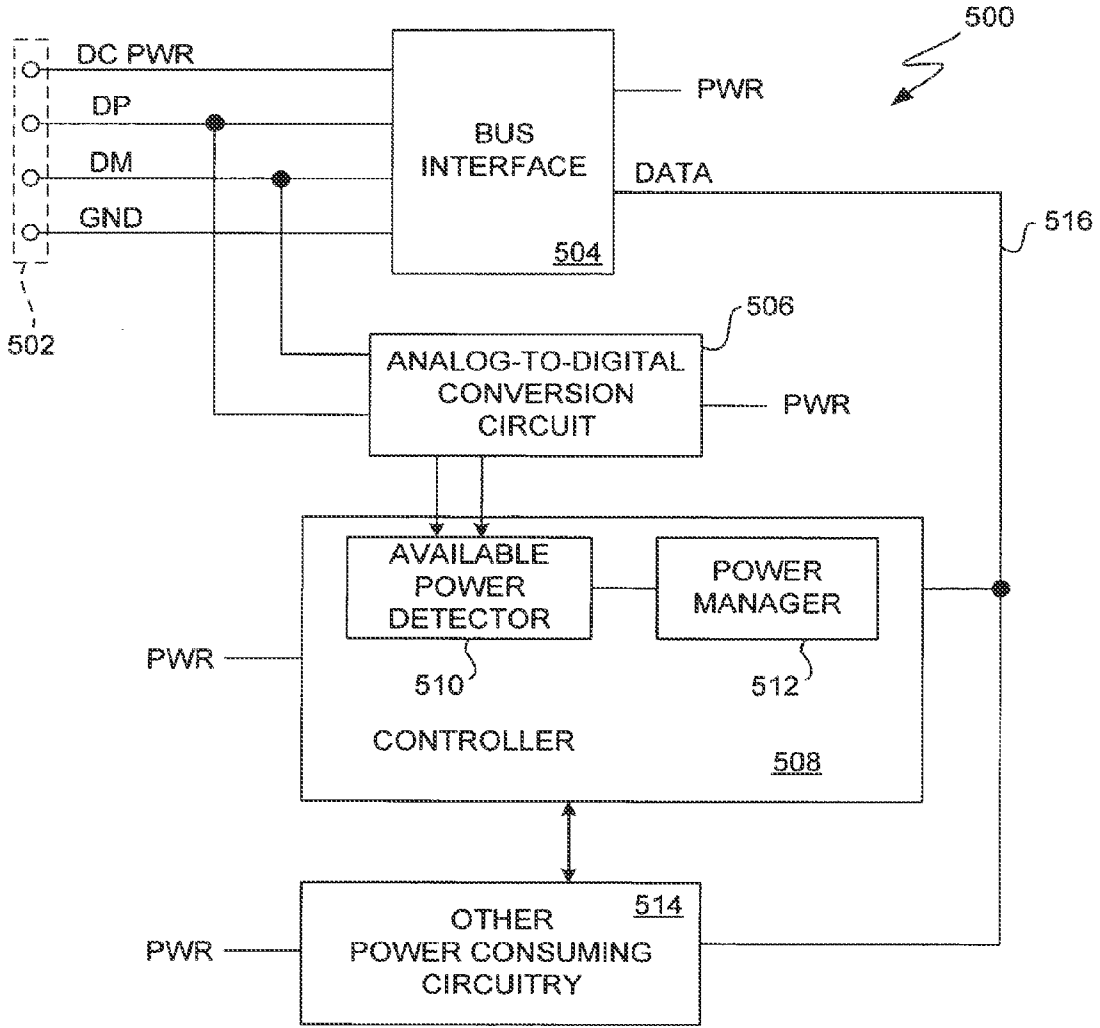 500
DC PWR
DP
DM
GND
PWR
BUS
INTERFACE
DATA
504
516
502
506
ANALOG-TO-DIGITAL
CONVERSION
CIRCUIT
PWR
AVAILABLE
POWER
DETECTOR
POWER
MANAGER
PWR
510
512
CONTROLLER
508
514
OTHER
POWER CONSUMING
CIRCUITRY
PWR